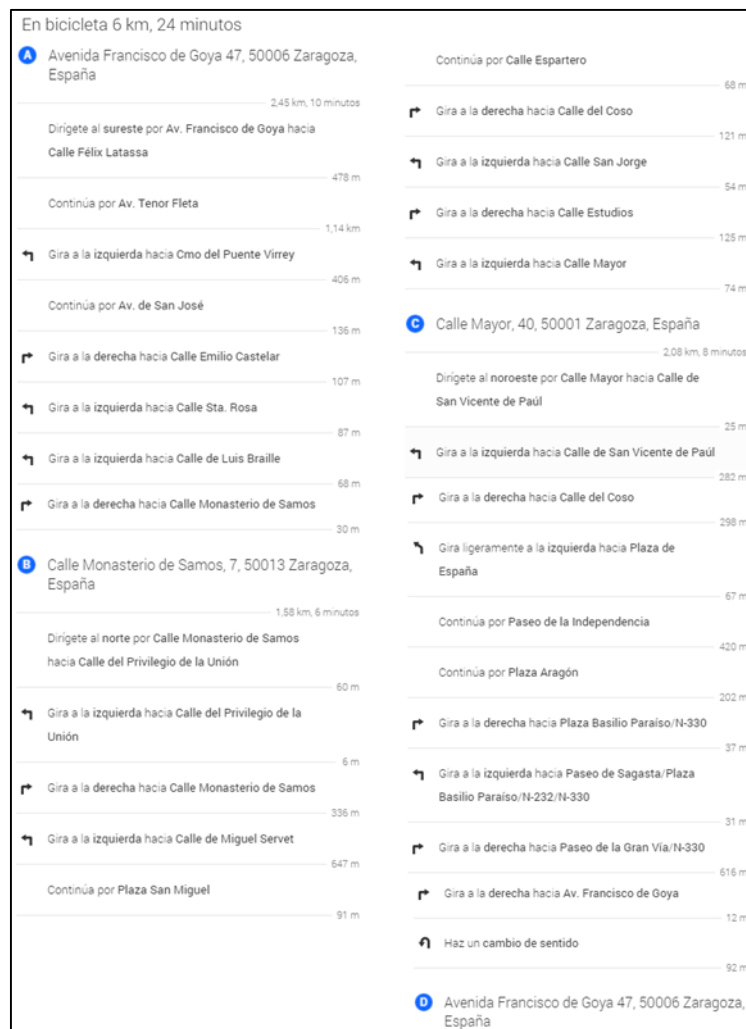 En bicicleta 6 km, 24 minutos
A Avenida Francisco de Goya 47, 50006 Zaragoza,
España
2,45 km, 10 minutos
Dirígete al sureste por Av. Francisco de Goya hacia
Calle Félix Latassa
478 m
Continúa por Av. Tenor Fleta
1,14 km
Gira a la izquierda hacia Cmo del Puente Virrey
406 m
Continúa por Av. de San José
136 m
Gira a la derecha hacia Calle Emilio Castelar
107 m
Gira a la izquierda hacia Calle Sta. Rosa
87 m
Gira a la izquierda hacia Calle de Luis Braille
68 m
Gira a la derecha hacia Calle Monasterio de Samos
30 m
B Calle Monasterio de Samos, 7, 50013 Zaragoza,
España
1,58 km, 6 minutos
Dirígete al norte por Calle Monasterio de Samos
hacia Calle del Privilegio de la Unión
60 m
Gira a la izquierda hacia Calle del Privilegio de la
Unión
6 m
Gira a la derecha hacia Calle Monasterio de Samos
336 m
Gira a la izquierda hacia Calle de Miguel Servet
647 m
Continúa por Plaza San Miguel
91 m
Continúa por Calle Espartero
68 m
Gira a la derecha hacia Calle del Coso
121 m
Gira a la izquierda hacia Calle San Jorge
54 m
Gira a la derecha hacia Calle Estudios
125 m
Gira a la izquierda hacia Calle Mayor
74 m
C Calle Mayor, 40, 50001 Zaragoza, España
2,08 km, 8 minutos
Dirígete al noroeste por Calle Mayor hacia Calle de
San Vicente de Paúl
25 m
Gira a la izquierda hacia Calle de San Vicente de Paúl
282 m
Gira a la derecha hacia Calle del Coso
298 m
Gira ligeramente a la izquierda hacia Plaza de
España
67 m
Continúa por Paseo de la Independencia
420 m
Continúa por Plaza Aragón
202 m
Gira a la derecha hacia Plaza Basilio Paraíso/N-330
37 m
Gira a la izquierda hacia Paseo de Sagasta/Plaza
Basilio Paraíso/N-232/N-330
31 m
Gira a la derecha hacia Paseo de la Gran Vía/N-330
616 m
Gira a la derecha hacia Av. Francisco de Goya
12 m
Haz un cambio de sentido
92 m
D Avenida Francisco de Goya 47, 50006 Zaragoza,
España